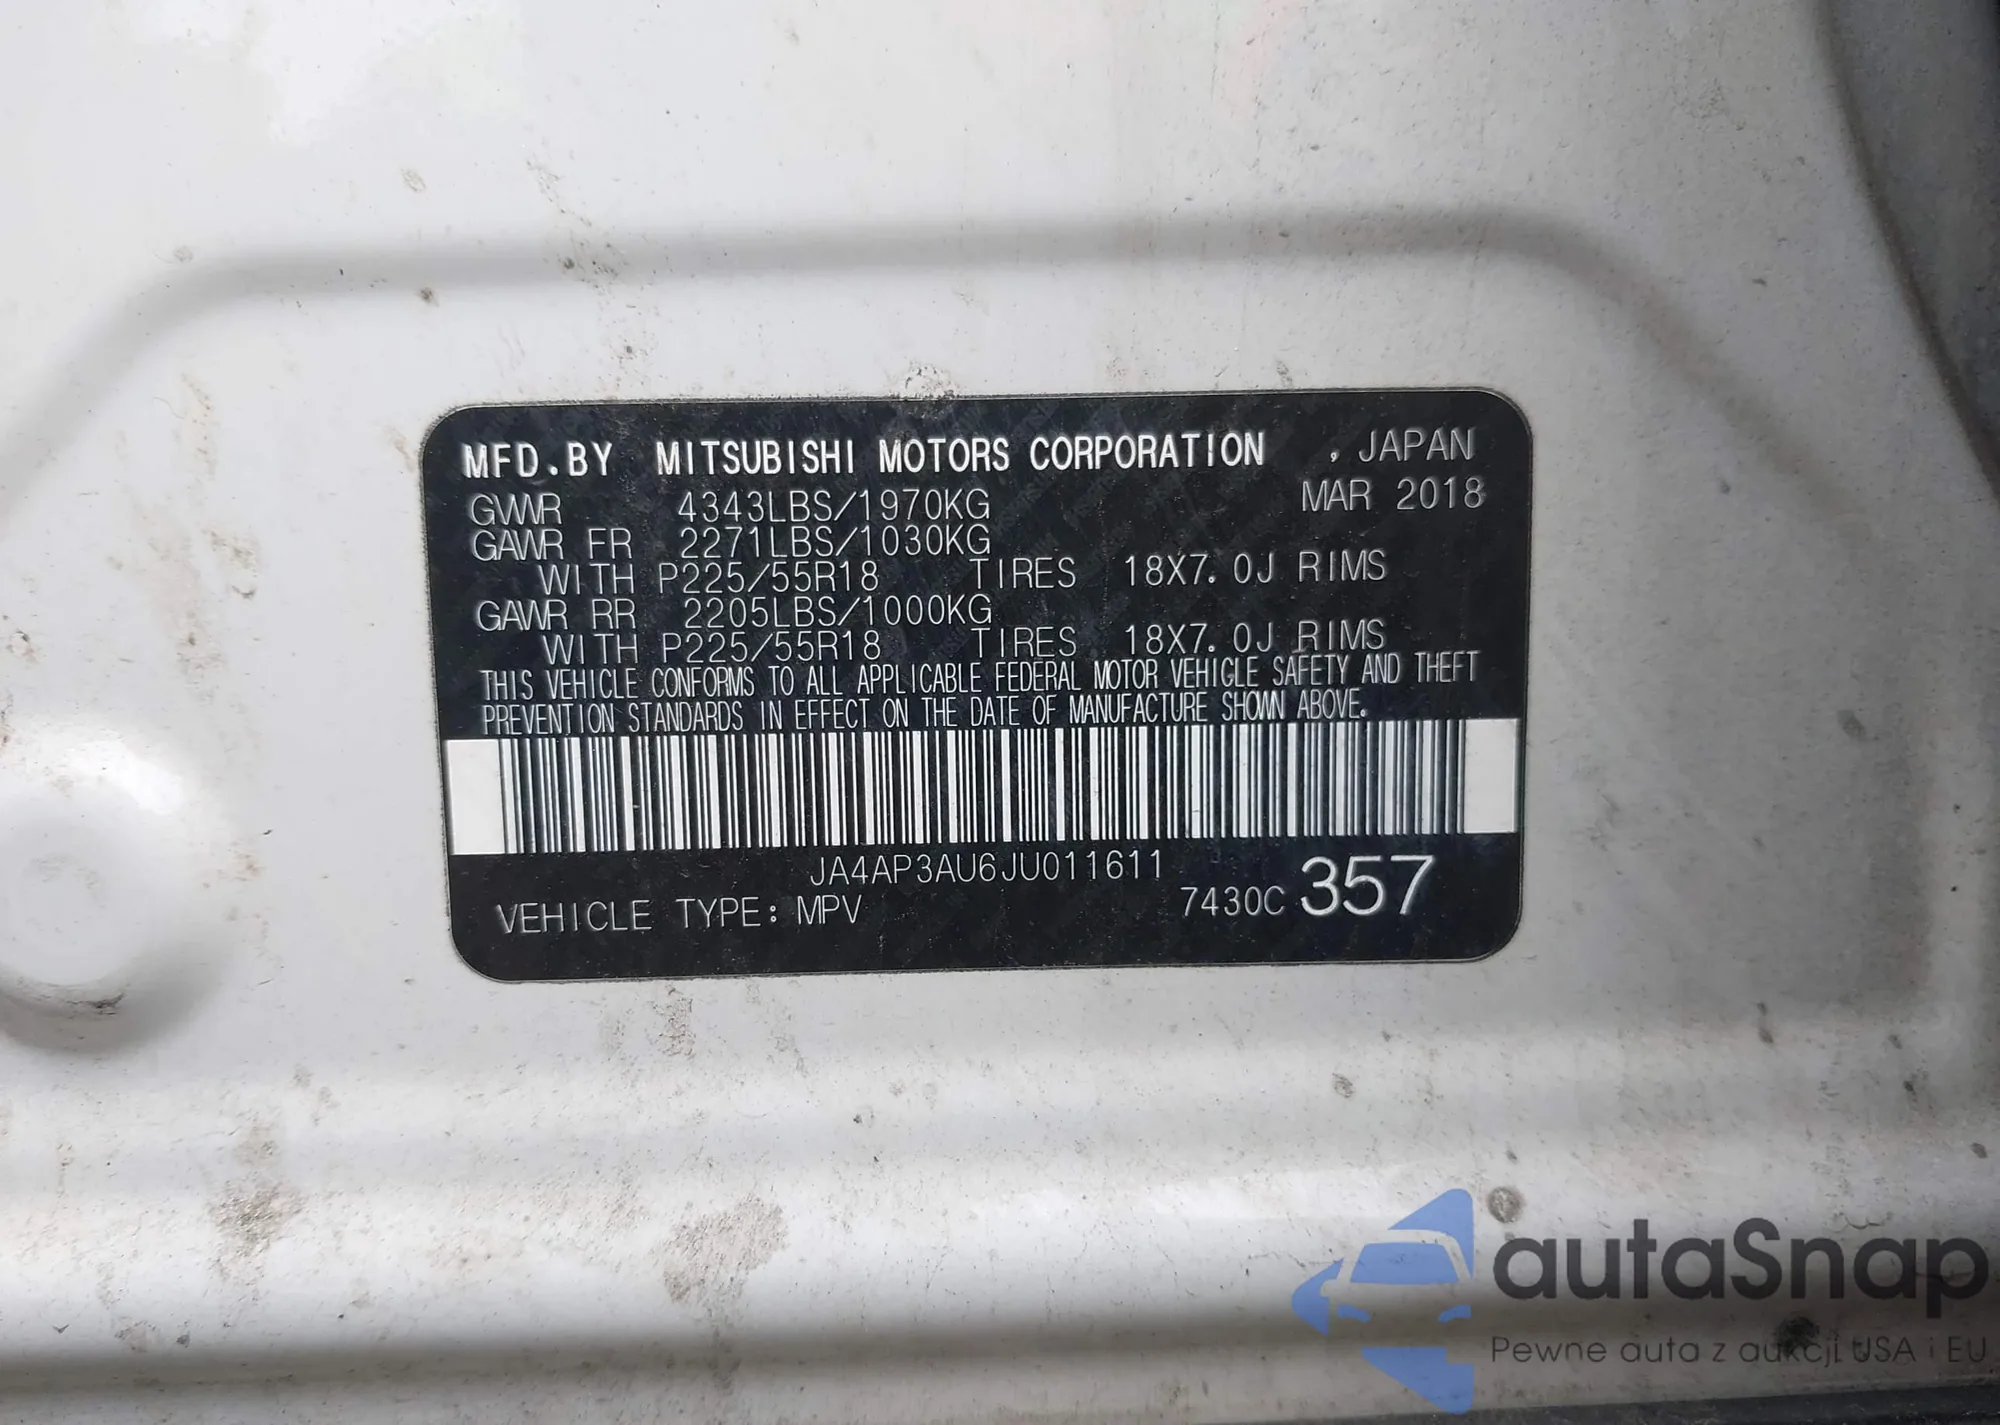 MFD.BY MITSUBISHI MOTORS CORPORATION , JAPAN
GVWR 4343LBS/1970KG MAR 2018
GAWR FR 2271LBS/1030KG
WITH P225/55R18 TIRES 18X7.0J RIMS
GAWR RR 2205LBS/1000KG
WITH P225/55R18 TIRES 18X7.0J RIMS
THIS VEHICLE CONFORMS TO ALL APPLICABLE FEDERAL MOTOR VEHICLE SAFETY AND THEFT
PREVENTION STANDARDS IN EFFECT ON THE DATE OF MANUFACTURE SHOWN ABOVE.
JA4AP3AU6JU011611
VEHICLE TYPE: MPV 7430C 357
autaSnap
Pewne auta z aukcji USA i EU